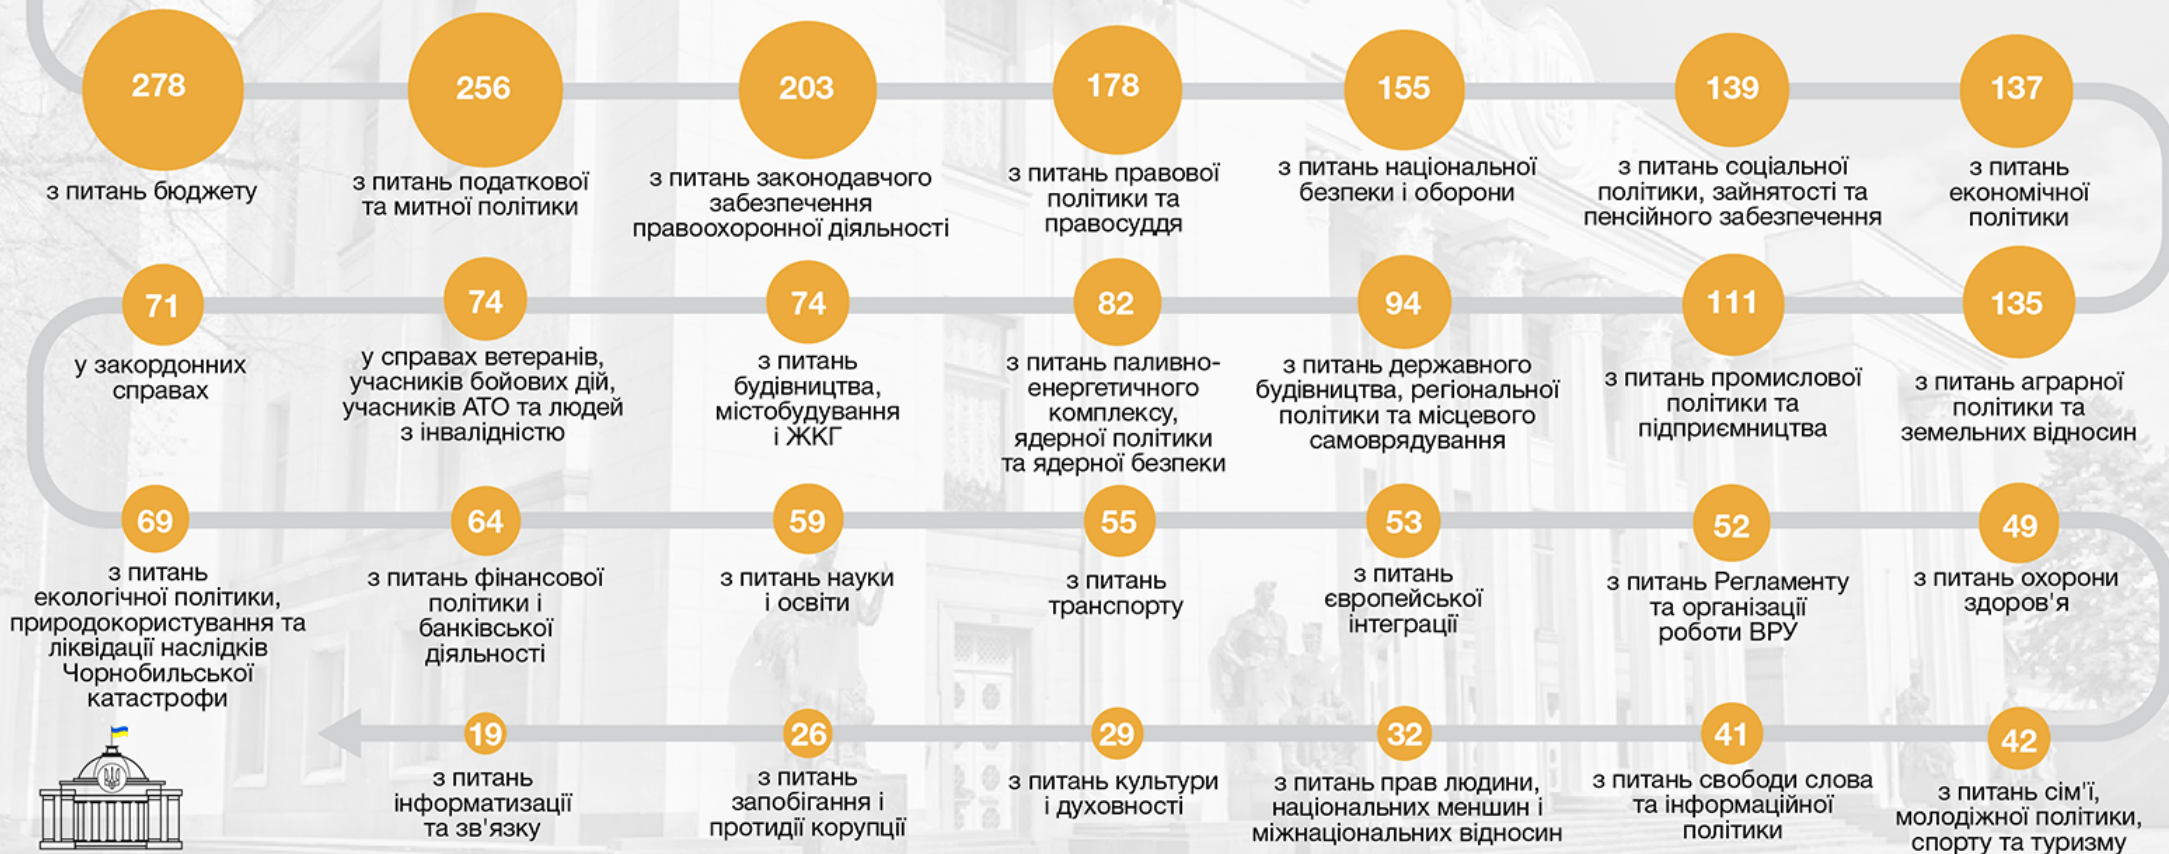 278
з питань бюджету
256
з питань податкової
та митної політики
203
з питань законодавчого
забезпечення
правоохоронної діяльності
178
з питань правової
політики та
правосуддя
155
з питань національної
безпеки і оборони
139
з питань соціальної
політики, зайнятості та
пенсійного забезпечення
137
з питань
економічної
політики
135
з питань аграрної
політики та
земельних відносин
111
з питань промислової
політики та
підприємництва
94
з питань державного
будівництва, регіональної
політики та місцевого
самоврядування
82
з питань паливно-
енергетичного
комплексу,
ядерної політики
та ядерної безпеки
74
з питань
будівництва,
містобудування
і ЖКГ
74
у справах ветеранів,
учасників бойових дій,
учасників АТО та людей
з інвалідністю
71
у закордонних
справах
69
з питань
екологічної політики,
природокористування та
ліквідації наслідків
Чорнобильської
катастрофи
64
з питань фінансової
політики і
банківської
діяльності
59
з питань науки
і освіти
55
з питань
транспорту
53
з питань
європейської
інтеграції
52
з питань Регламенту
та організації
роботи ВРУ
49
з питань охорони
здоров'я
42
з питань сім'ї,
молодіжної політики,
спорту та туризму
41
з питань свободи слова
та інформаційної
політики
32
з питань прав людини,
національних меншин і
міжнаціональних відносин
29
з питань культури
і духовності
26
з питань
запобігання і
протидії корупції
19
з питань
інформатизації
та зв'язку